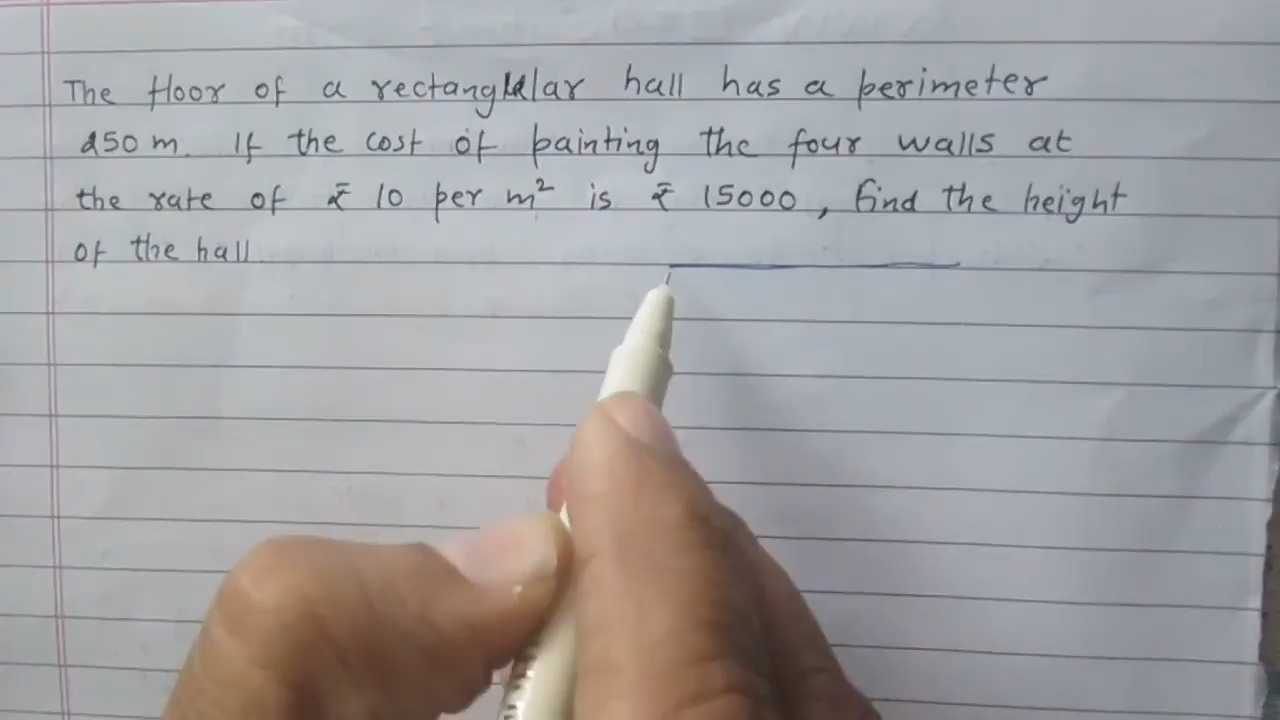 The floor of a rectangular hall has a perimeter
250 m. If the cost of painting the four walls at
the rate of ₹ 10 per m² is ₹ 15000, find the height
of the hall.